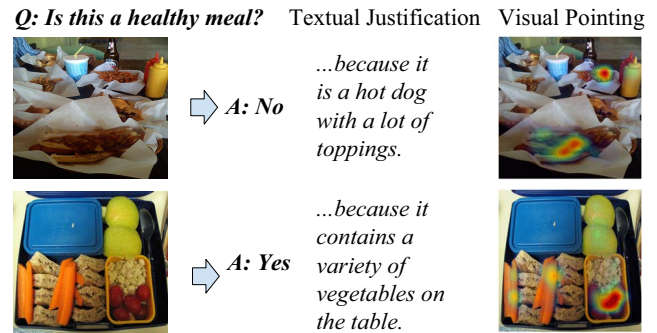 Q: Is this a healthy meal? Textual Justification Visual Pointing
A: No
...because it
is a hot dog
with a lot of
toppings.
A: Yes
...because it
contains a
variety of
vegetables on
the table.